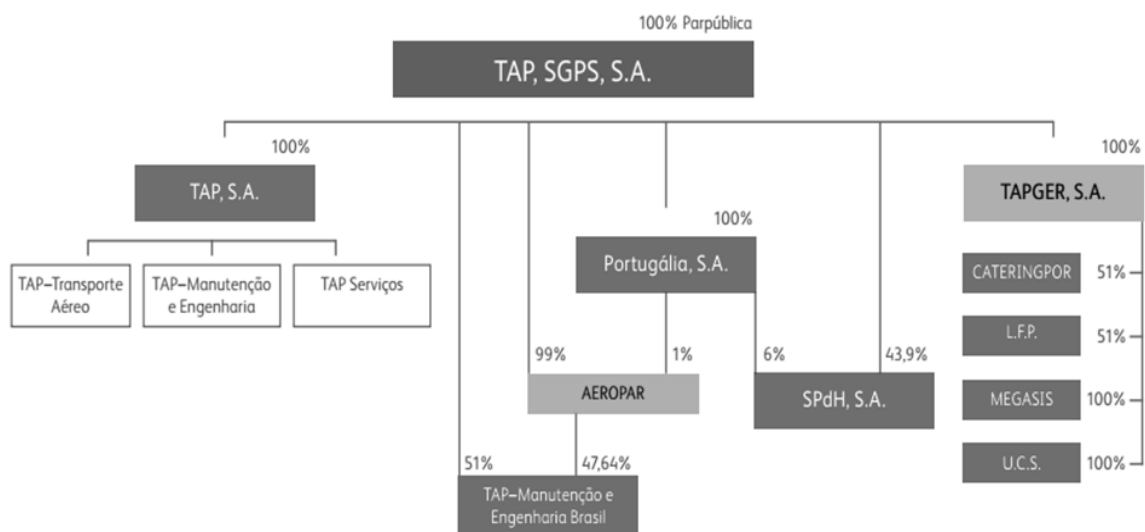 100% Parpública
TAP, SGPS, S.A.
100%
TAP, S.A.
100%
TAPGER, S.A.
100%
Portugália, S.A.
TAP–Transporte
Aéreo
TAP–Manutenção
e Engenharia
TAP Serviços
CATERINGPOR
51%
L.F.P.
51%
99%
1%
6%
43,9%
AEROPAR
SPdH, S.A.
MEGASIS
100%
51%
47,64%
U.C.S.
100%
TAP–Manutenção e
Engenharia Brasil